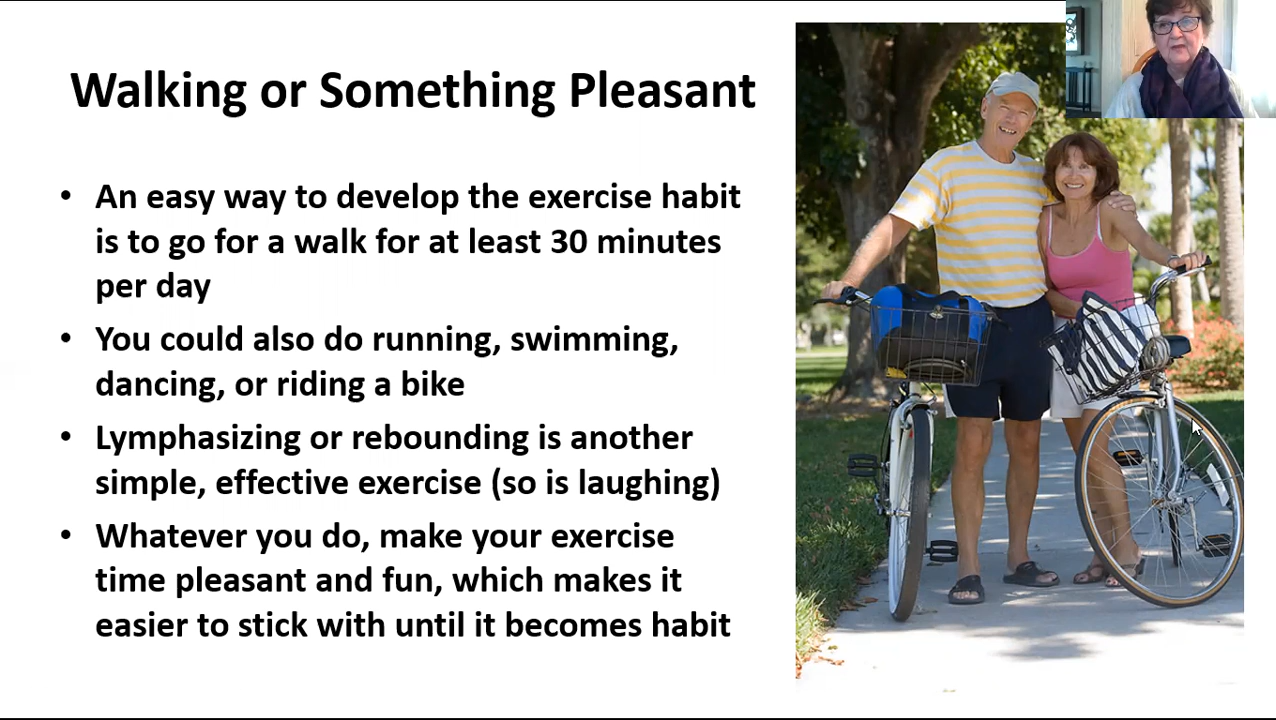 Walking or Something Pleasant
• An easy way to develop the exercise habit
is to go for a walk for at least 30 minutes
per day
• You could also do running, swimming,
dancing, or riding a bike
• Lymphasizing or rebounding is another
simple, effective exercise (so is laughing)
• Whatever you do, make your exercise
time pleasant and fun, which makes it
easier to stick with until it becomes habit